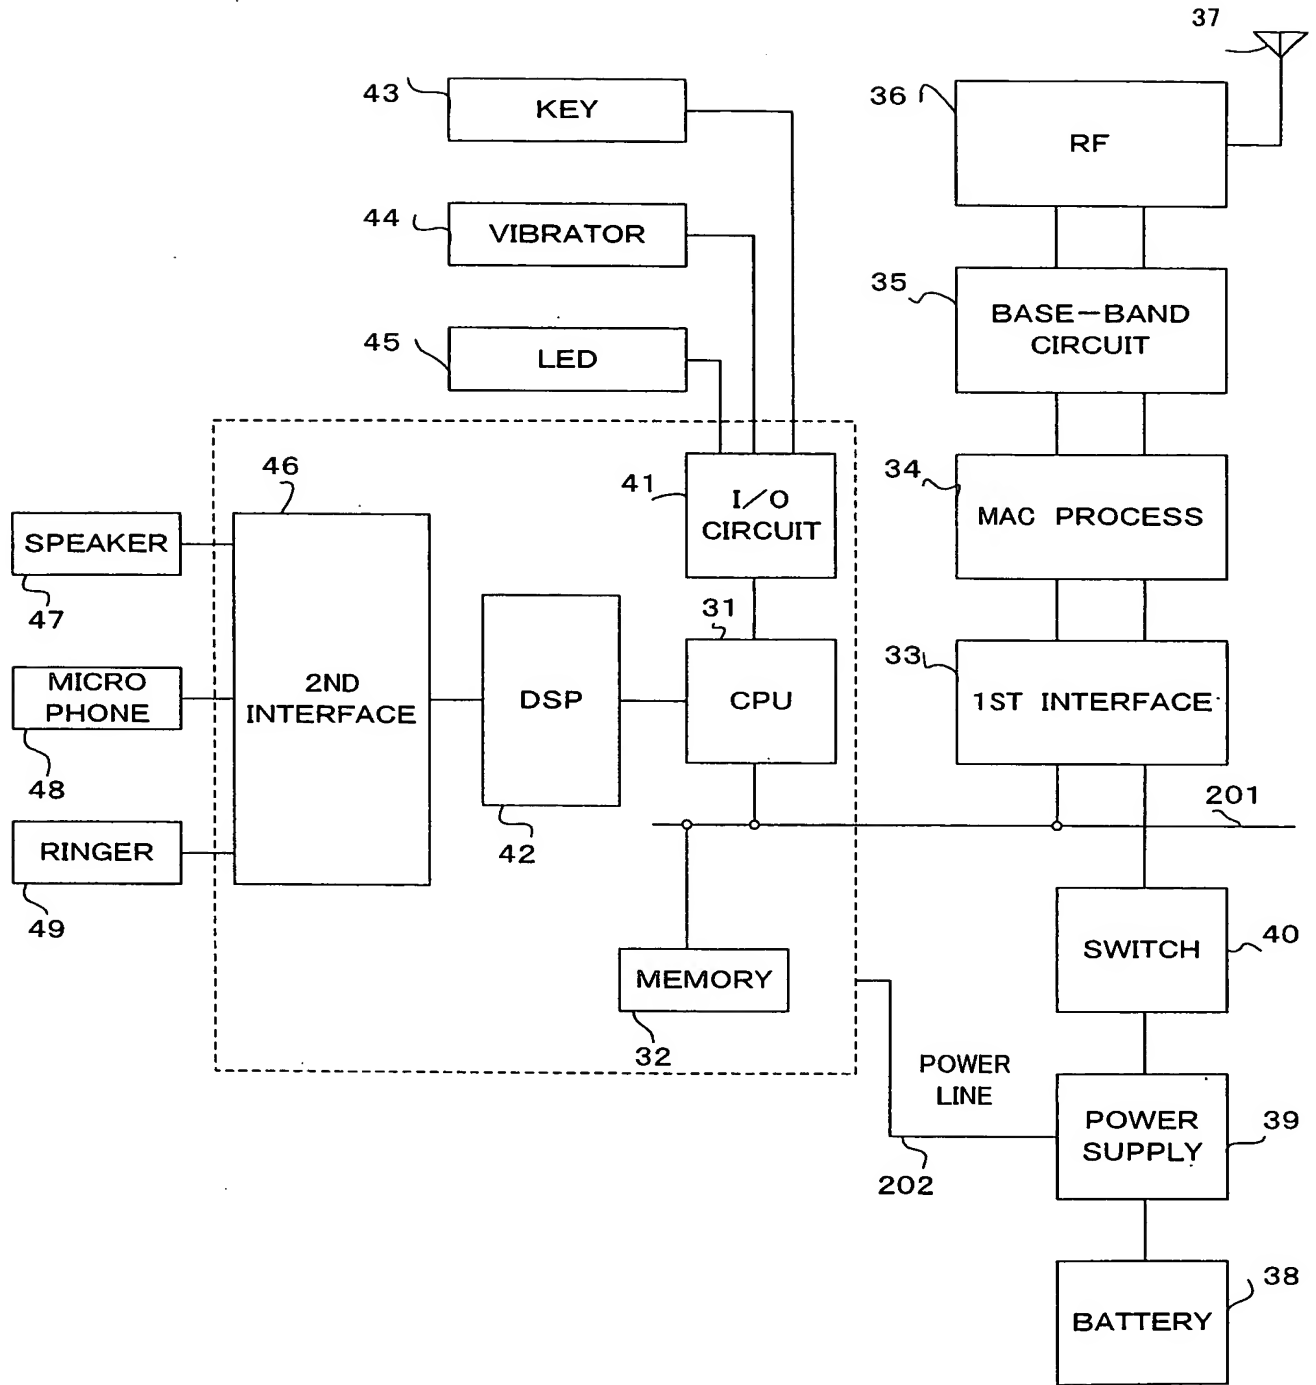 37
43
KEY
36
RF
44
VIBRATOR
35
BASE-BAND
CIRCUIT
45
LED
46
41
I/O
CIRCUIT
34
MAC PROCESS
SPEAKER
47
31
CPU
33
1ST INTERFACE
MICRO
PHONE
48
2ND
INTERFACE
DSP
42
201
RINGER
49
SWITCH
40
MEMORY
32
POWER
LINE
202
POWER
SUPPLY
39
38
BATTERY